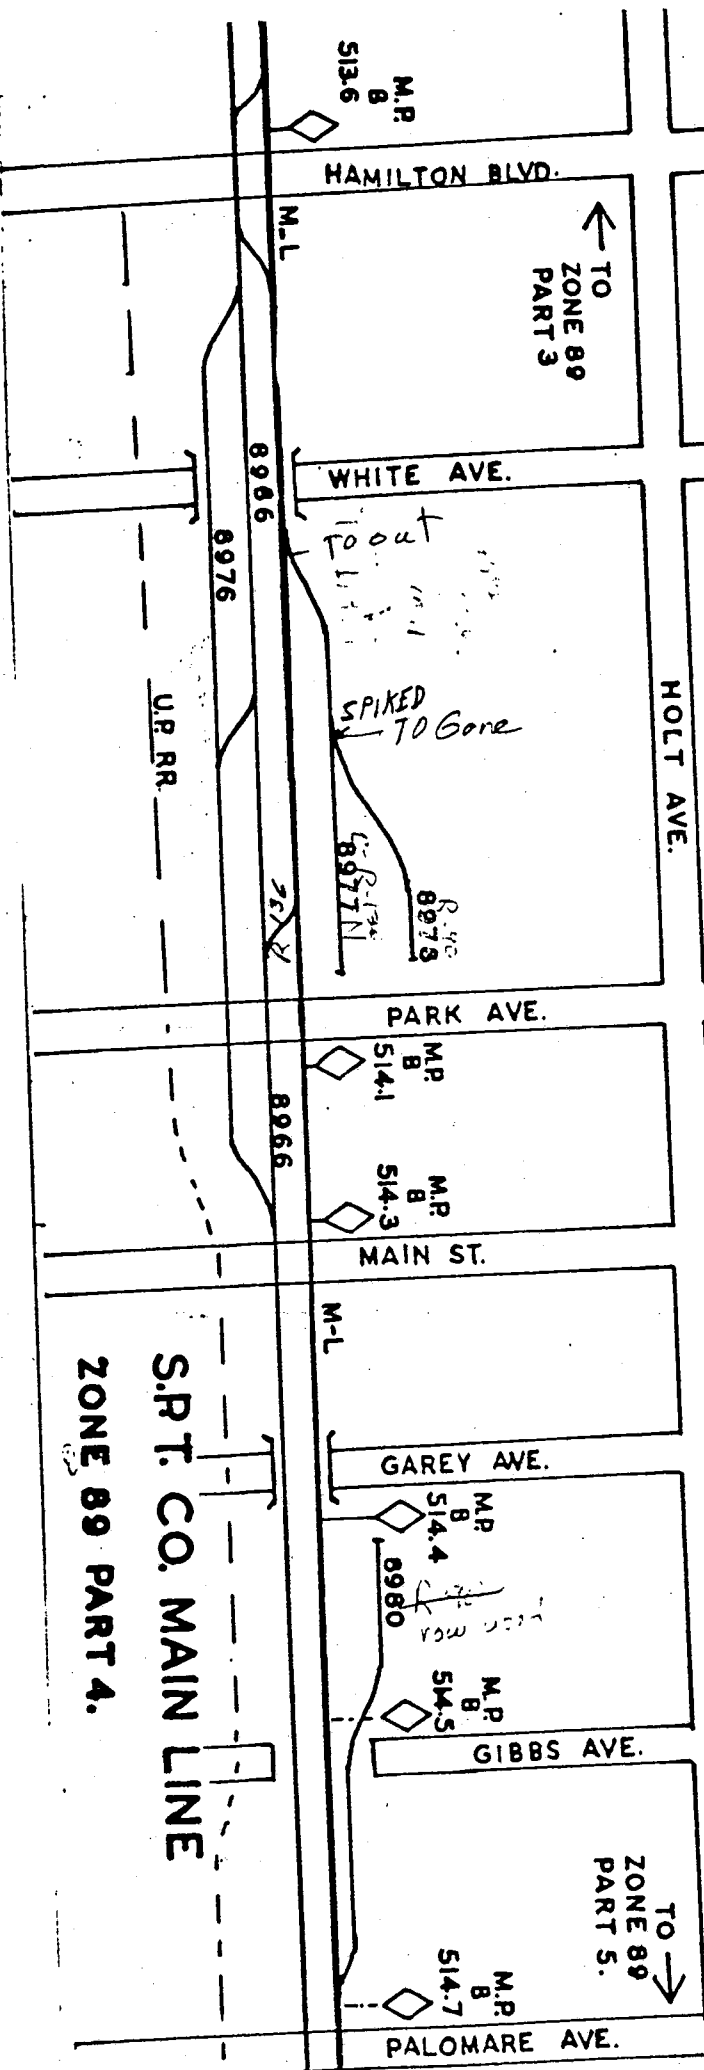 M.P.
B
513.6
HAMILTON BLVD.
M-L
TO
ZONE 89
PART 3
WHITE AVE.
8966
8976
TO out
U.P. RR
SPIKED
TO Gone
HOLT AVE.
8977 N
8978
PARK AVE.
M.P.
B
514.1
8966
M.P.
B
514.3
MAIN ST.
M-L
S.P.T. CO. MAIN LINE
ZONE 89 PART 4.
GAREY AVE.
M.P.
B
514.4
8980
M.P.
B
514.5
GIBBS AVE.
TO
ZONE 89
PART 5.
M.P.
B
514.7
PALOMARE AVE.